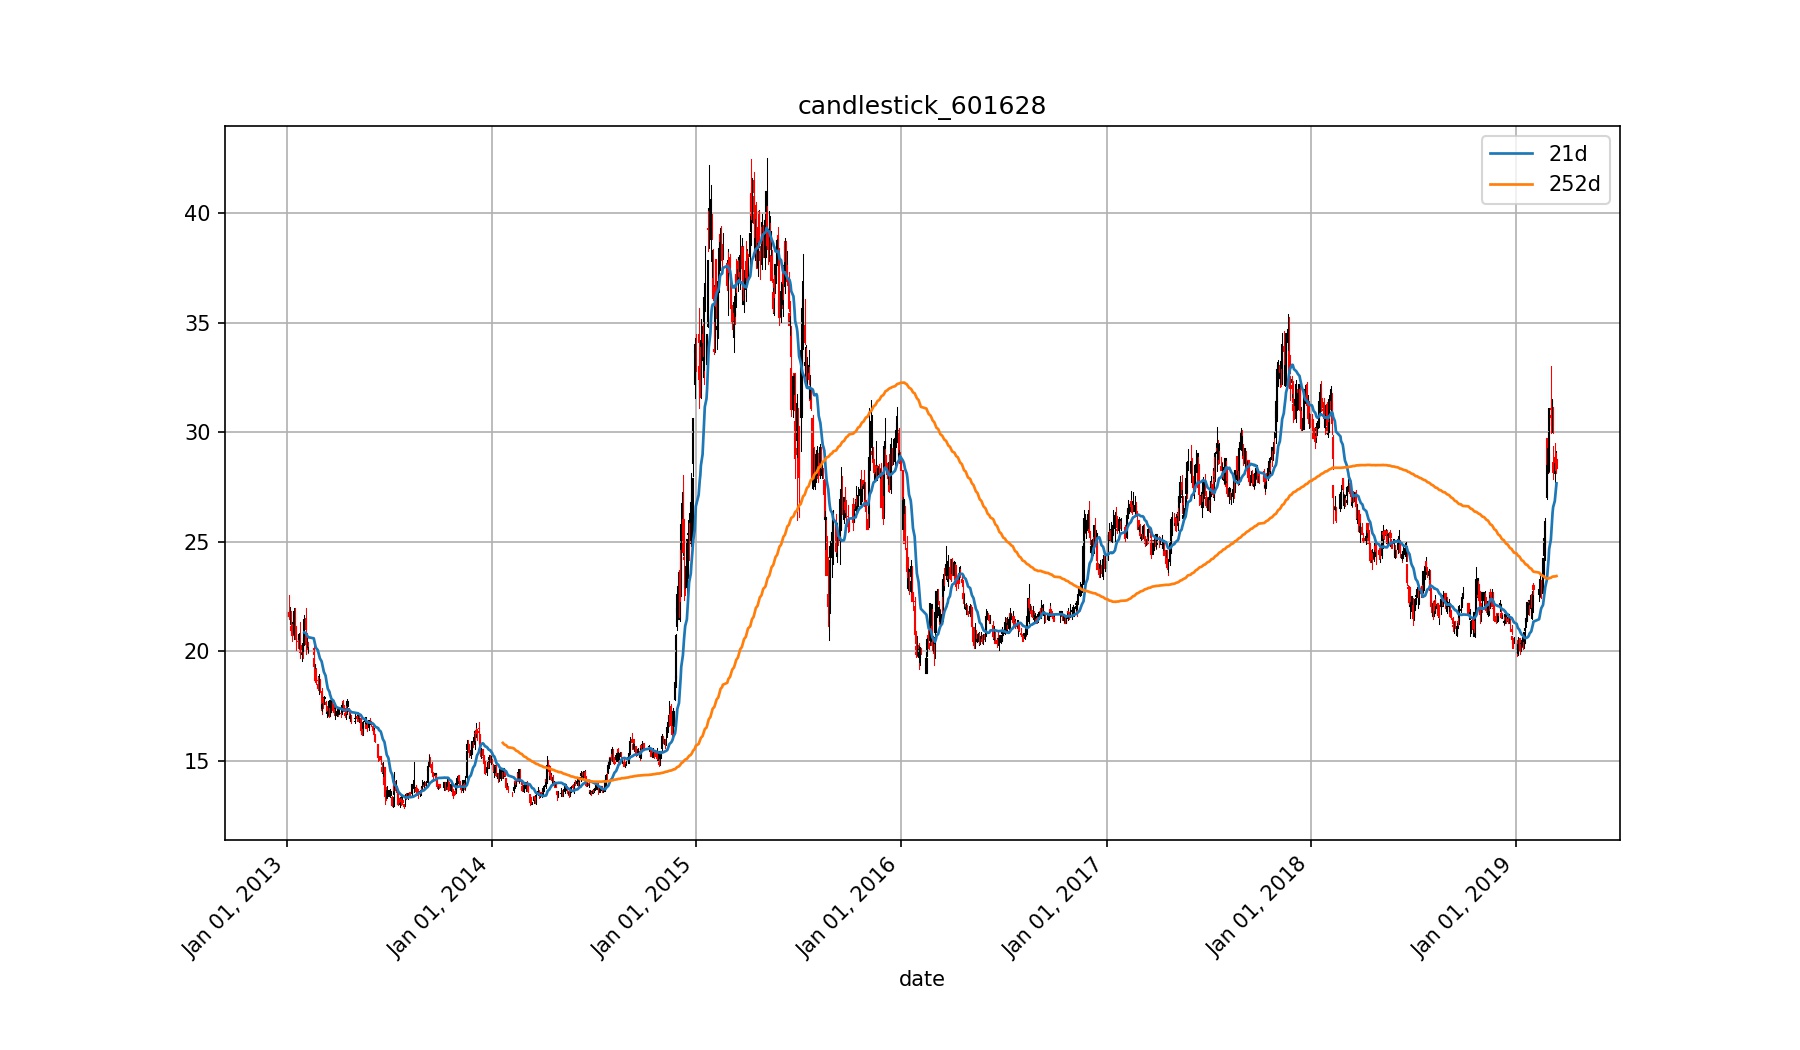 candlestick_601628
21d
252d
40
35
30
25
20
15
Jan 01, 2013
Jan 01, 2014
Jan 01, 2015
Jan 01, 2016
Jan 01, 2017
Jan 01, 2018
Jan 01, 2019
date